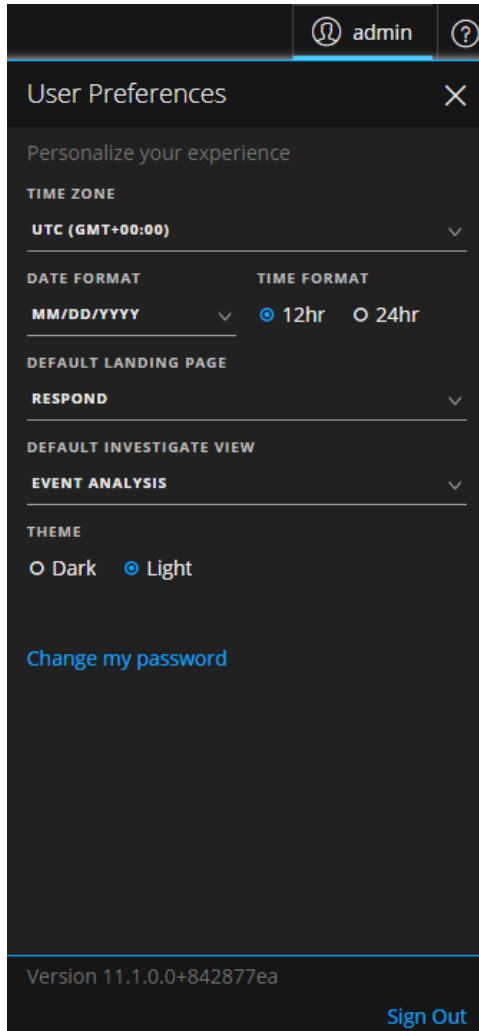 admin
User Preferences
Personalize your experience
TIME ZONE
UTC (GMT+00:00)
DATE FORMAT TIME FORMAT
MM/DD/YYYY 12hr 24hr
DEFAULT LANDING PAGE
RESPOND
DEFAULT INVESTIGATE VIEW
EVENT ANALYSIS
THEME
Dark Light
Change my password
Version 11.1.0.0+842877ea
Sign Out